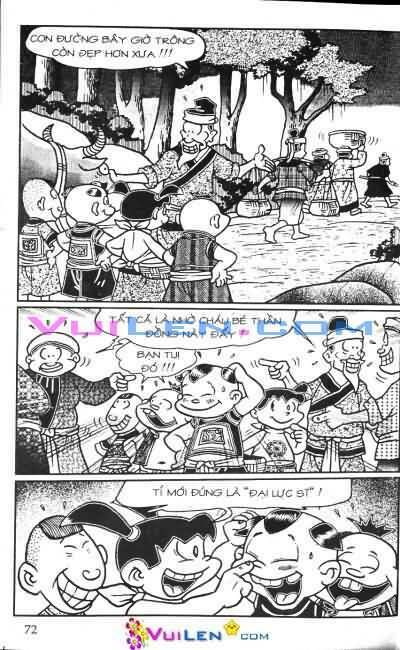 CON ĐƯỜNG BÂY GIỜ TRÔNG
CÒN ĐẸP HƠN XƯA !!!
TẤT CẢ LÀ NHỜ CHÁU BÉ THẦN
ĐỒNG NÀY ĐÂY !
VUILEN.COM
BẠN TỤI
ĐÓ !!!
TÍ MỚI ĐÚNG LÀ "ĐẠI LỰC SĨ" !
72
VUILEN.COM